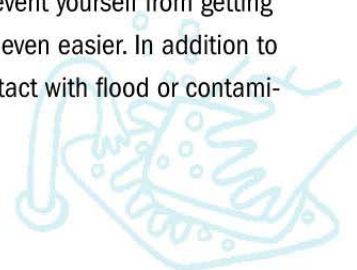 event yourself from getting
even easier. In addition to
tact with flood or contami-